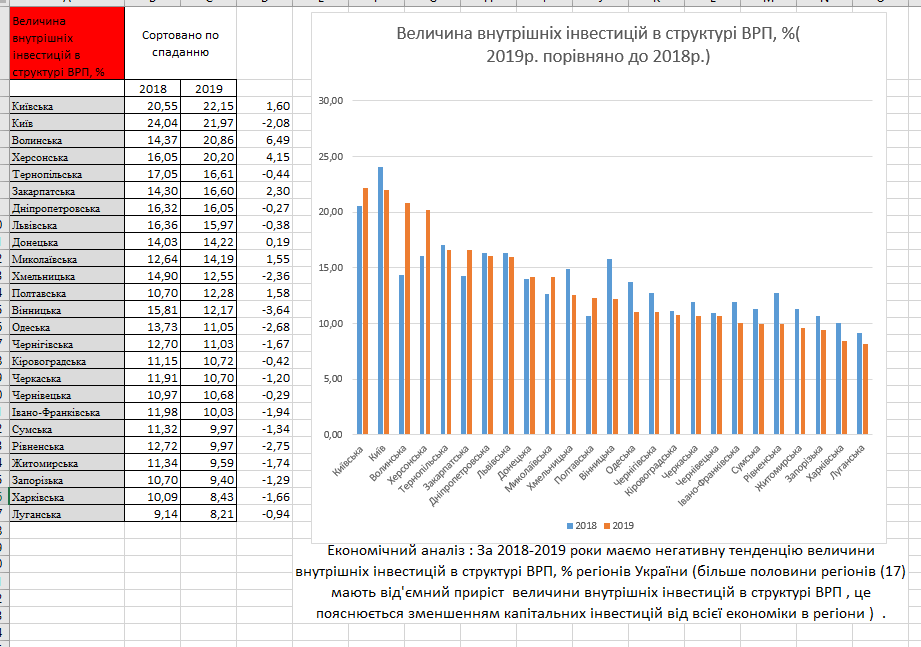 Величина
внутрішніх
інвестицій в
структурі ВРП, %
Сортовано по
спаданню
2018 2019
Київська 20,55 22,15 1,60
Київ 24,04 21,97 -2,08
Волинська 14,37 20,86 6,49
Херсонська 16,05 20,20 4,15
Тернопільська 17,05 16,61 -0,44
Закарпатська 14,30 16,60 2,30
Дніпропетровська 16,32 16,05 -0,27
Львівська 16,36 15,97 -0,38
Донецька 14,03 14,22 0,19
Миколаївська 12,64 14,19 1,55
Хмельницька 14,90 12,55 -2,36
Полтавська 10,70 12,28 1,58
Вінницька 15,81 12,17 -3,64
Одеська 13,73 11,05 -2,68
Чернігівська 12,70 11,03 -1,67
Кіровоградська 11,15 10,72 -0,42
Черкаська 11,91 10,70 -1,20
Чернівецька 10,97 10,68 -0,29
Івано-Франківська 11,98 10,03 -1,94
Сумська 11,32 9,97 -1,34
Рівненська 12,72 9,97 -2,75
Житомирська 11,34 9,59 -1,74
Запорізька 10,70 9,40 -1,29
Харківська 10,09 8,43 -1,66
Луганська 9,14 8,21 -0,94
Величина внутрішніх інвестицій в структурі ВРП, %(
2019р. порівняно до 2018р.)
30,00
25,00
20,00
15,00
10,00
5,00
0,00
Київська
Київ
Волинська
Херсонська
Тернопільська
Закарпатська
Дніпропетровська
Львівська
Донецька
Миколаївська
Хмельницька
Полтавська
Вінницька
Одеська
Чернігівська
Кіровоградська
Черкаська
Чернівецька
Івано-Франківська
Сумська
Рівненська
Житомирська
Запорізька
Харківська
Луганська
2018 2019
Економічний аналіз : За 2018-2019 роки маємо негативну тенденцію величини
внутрішніх інвестицій в структурі ВРП, % регіонів України (більше половини регіонів (17)
мають від'ємний приріст величини внутрішніх інвестицій в структурі ВРП , це
пояснюється зменшенням капітальних інвестицій від всієї економіки в регіони ) .